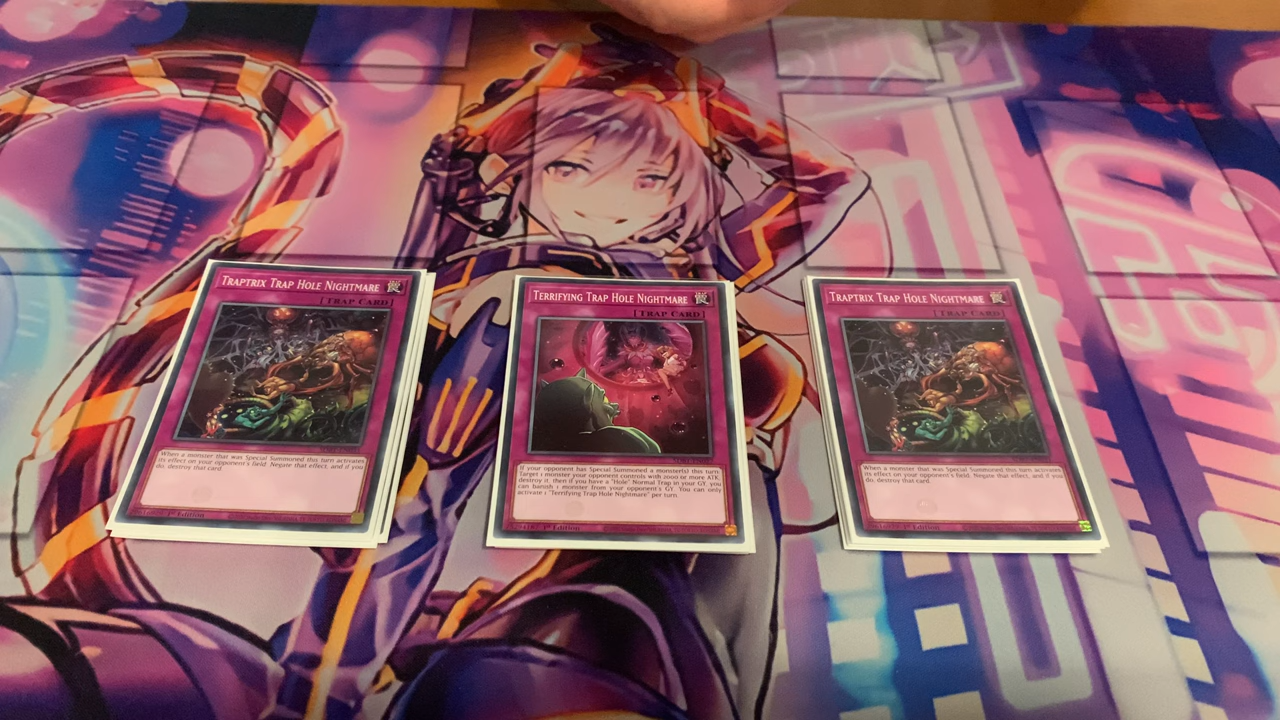 TRAPTRIX TRAP HOLE NIGHTMARE
[TRAP CARD]
When a monster that was Special Summoned this turn activates
its effect on your opponent's field: Negate that effect, and if you
do, destroy that card.
1st Edition
TERRIFYING TRAP HOLE NIGHTMARE
[TRAP CARD]
If your opponent has Special Summoned a monster(s) this turn:
Target 1 monster your opponent controls with 2000 or more ATK;
destroy it, then if you have a "Hole" Normal Trap in your GY, you
can banish 1 monster from your opponent's GY. You can only
activate 1 "Terrifying Trap Hole Nightmare" per turn.
1st Edition
TRAPTRIX TRAP HOLE NIGHTMARE
[TRAP CARD]
When a monster that was Special Summoned this turn activates
its effect on your opponent's field: Negate that effect, and if you
do, destroy that card.
1st Edition